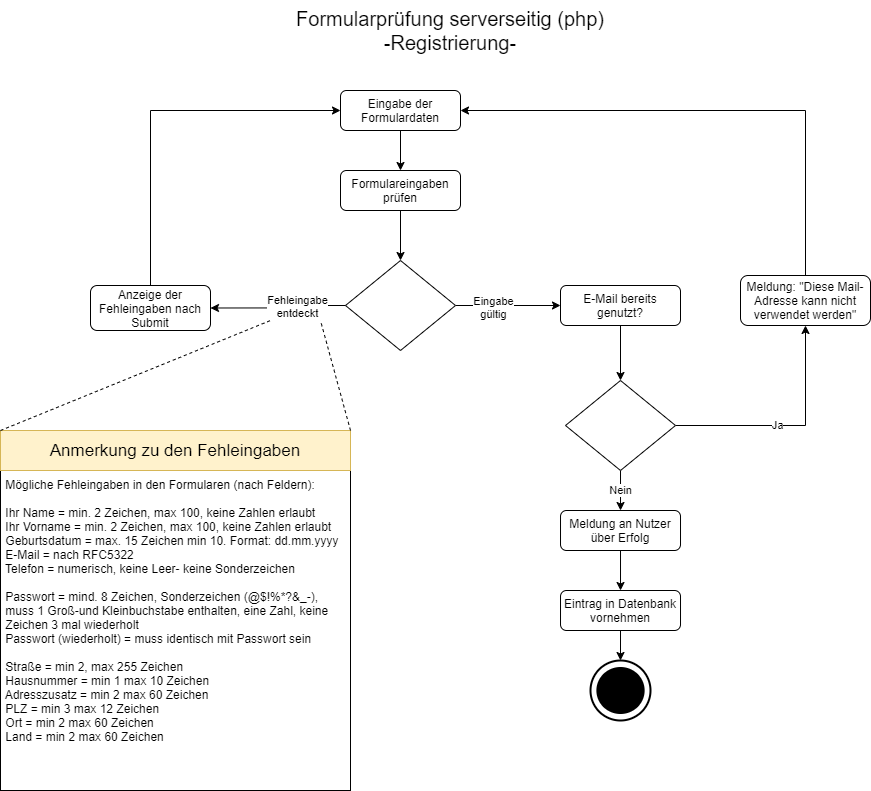 Formularprüfung serverseitig (php)
-Registrierung-
Eingabe der
Formulardaten
Formulareingaben
prüfen
Anzeige der
Fehleingaben nach
Submit
Fehleingabe
entdeckt
Eingabe
gültig
E-Mail bereits
genutzt?
Meldung: "Diese Mail-
Adresse kann nicht
verwendet werden"
Ja
Nein
Meldung an Nutzer
über Erfolg
Eintrag in Datenbank
vornehmen
Anmerkung zu den Fehleingaben
Mögliche Fehleingaben in den Formularen (nach Feldern):
Ihr Name = min. 2 Zeichen, max 100, keine Zahlen erlaubt
Ihr Vorname = min. 2 Zeichen, max 100, keine Zahlen erlaubt
Geburtsdatum = max. 15 Zeichen min 10. Format: dd.mm.yyyy
E-Mail = nach RFC5322
Telefon = numerisch, keine Leer- keine Sonderzeichen
Passwort = mind. 8 Zeichen, Sonderzeichen (@$!%*?&_-),
muss 1 Groß-und Kleinbuchstabe enthalten, eine Zahl, keine
Zeichen 3 mal wiederholt
Passwort (wiederholt) = muss identisch mit Passwort sein
Straße = min 2, max 255 Zeichen
Hausnummer = min 1 max 10 Zeichen
Adresszusatz = min 2 max 60 Zeichen
PLZ = min 3 max 12 Zeichen
Ort = min 2 max 60 Zeichen
Land = min 2 max 60 Zeichen